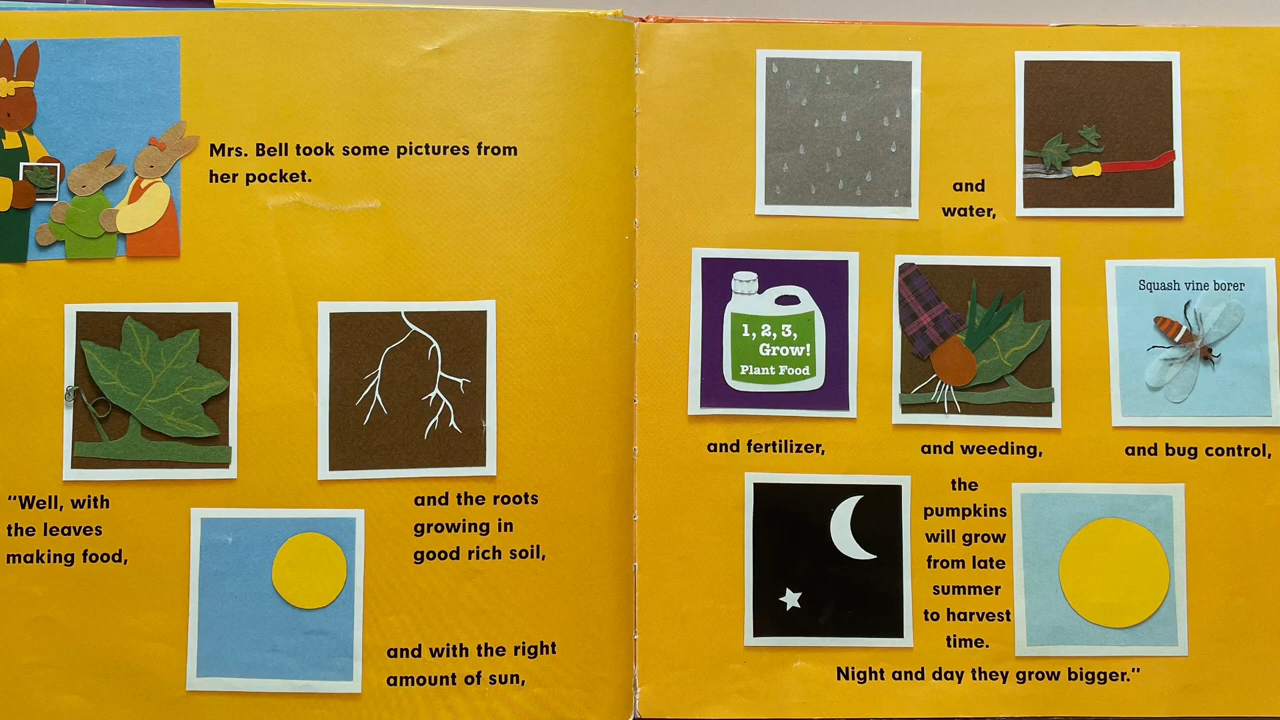 Mrs. Bell took some pictures from
her pocket.
"Well, with
the leaves
making food,
and the roots
growing in
good rich soil,
and with the right
amount of sun,
and
water,
1, 2, 3,
Grow!
Plant Food
and fertilizer,
and weeding,
Squash vine borer
and bug control,
the
pumpkins
will grow
from late
summer
to harvest
time.
Night and day they grow bigger."